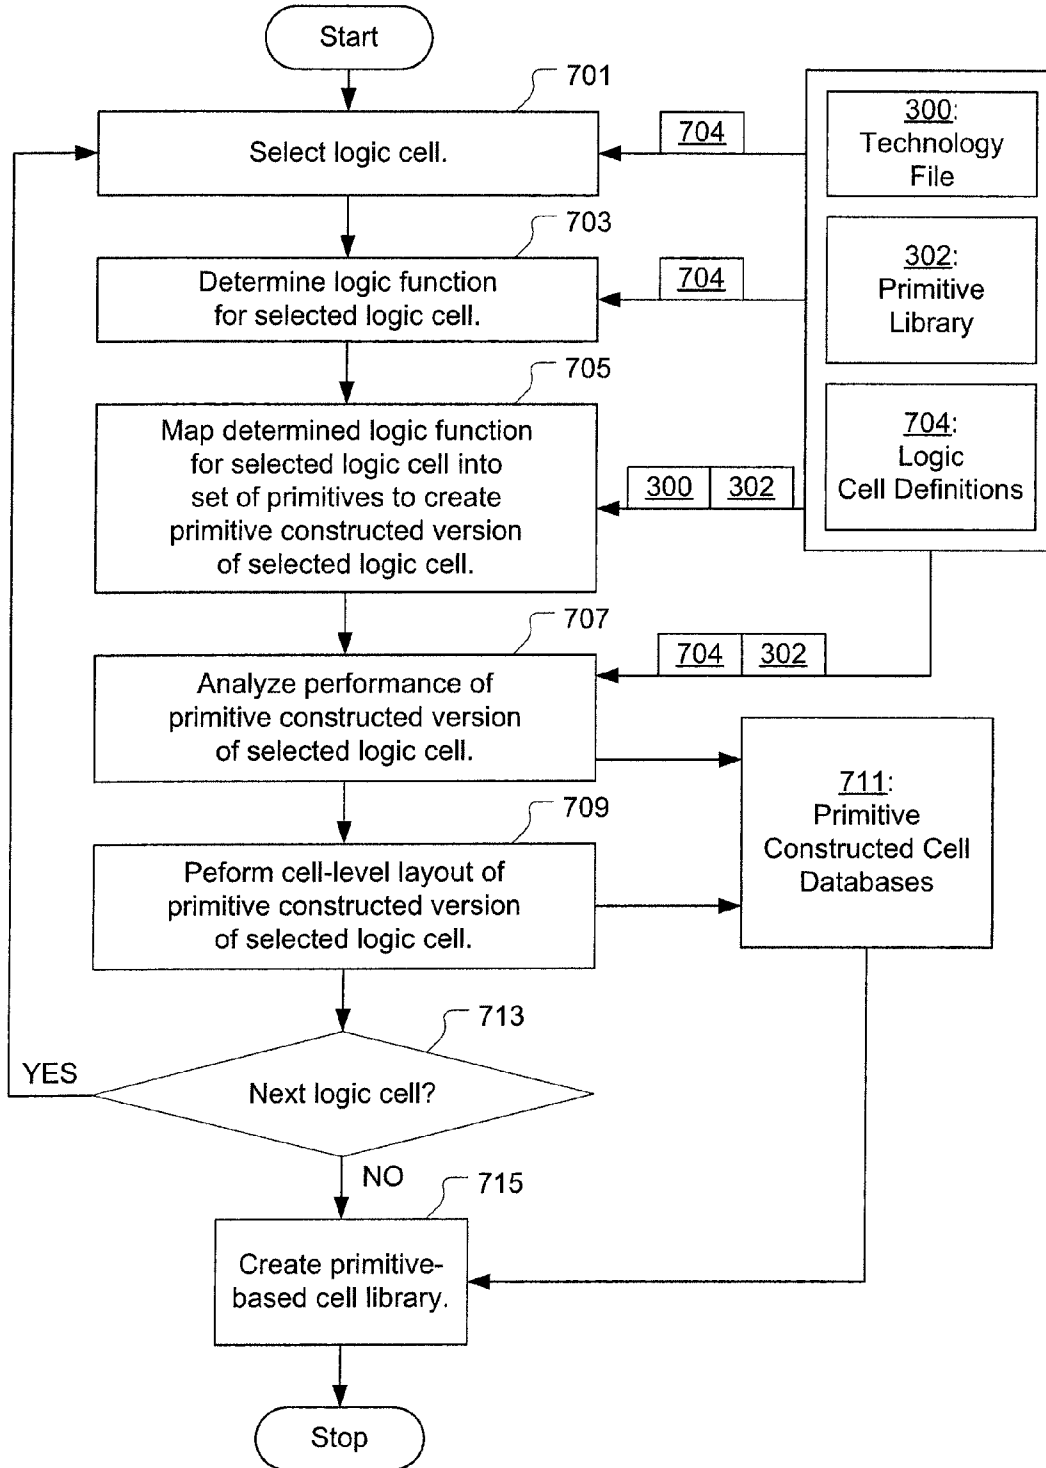 Start
701
Select logic cell.
704
300:
Technology
File
703
Determine logic function
for selected logic cell.
704
302:
Primitive
Library
705
Map determined logic function
for selected logic cell into
set of primitives to create
primitive constructed version
of selected logic cell.
300 302
704:
Logic
Cell Definitions
707
Analyze performance of
primitive constructed version
of selected logic cell.
704 302
709
Peform cell-level layout of
primitive constructed version
of selected logic cell.
711:
Primitive
Constructed Cell
Databases
713
Next logic cell?
YES
NO
715
Create primitive-
based cell library.
Stop